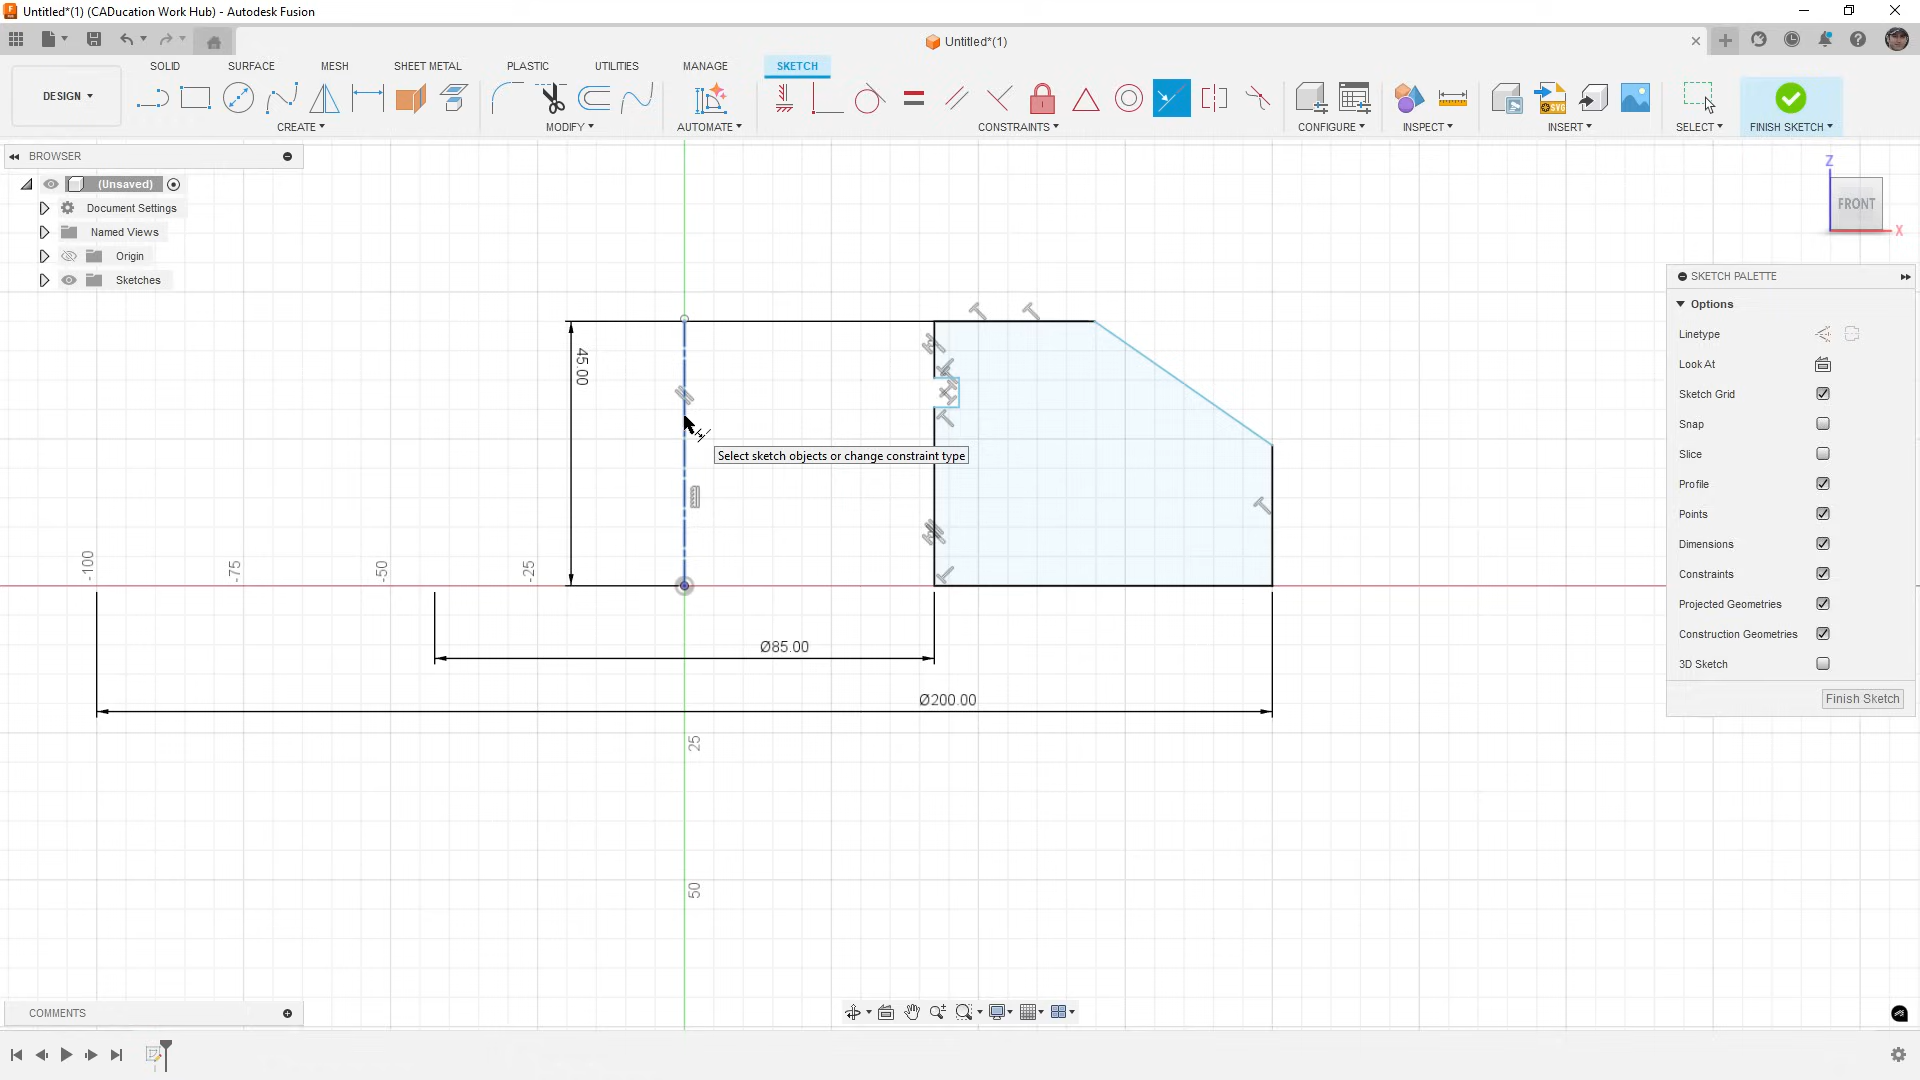 Untitled*(1) (CADucation Work Hub) - Autodesk Fusion
Untitled*(1)
SOLID SURFACE MESH SHEET METAL PLASTIC UTILITIES MANAGE SKETCH
DESIGN
CREATE MODIFY AUTOMATE CONSTRAINTS CONFIGURE INSPECT INSERT SELECT FINISH SKETCH
BROWSER
(Unsaved)
Document Settings
Named Views
Origin
Sketches
Z
FRONT
X
SKETCH PALETTE
Options
Linetype
Look At
Sketch Grid
Snap
Slice
Profile
Points
Dimensions
Constraints
Projected Geometries
Construction Geometries
3D Sketch
Finish Sketch
45.00
Select sketch objects or change constraint type
-100
-75
-50
-25
Ø85.00
Ø200.00
25
50
COMMENTS